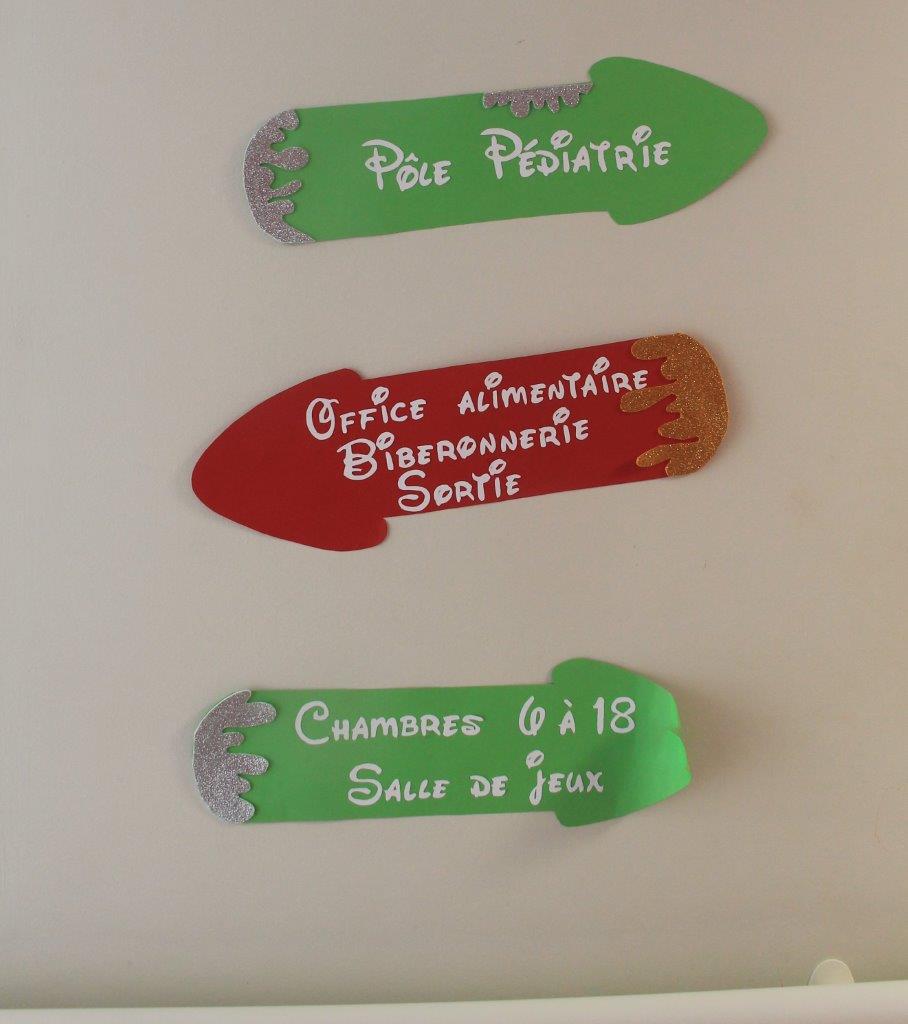 Pôle Pédiatrie
Office alimentaire
Biberonnerie
Sortie
Chambres 6 à 18
Salle de jeux